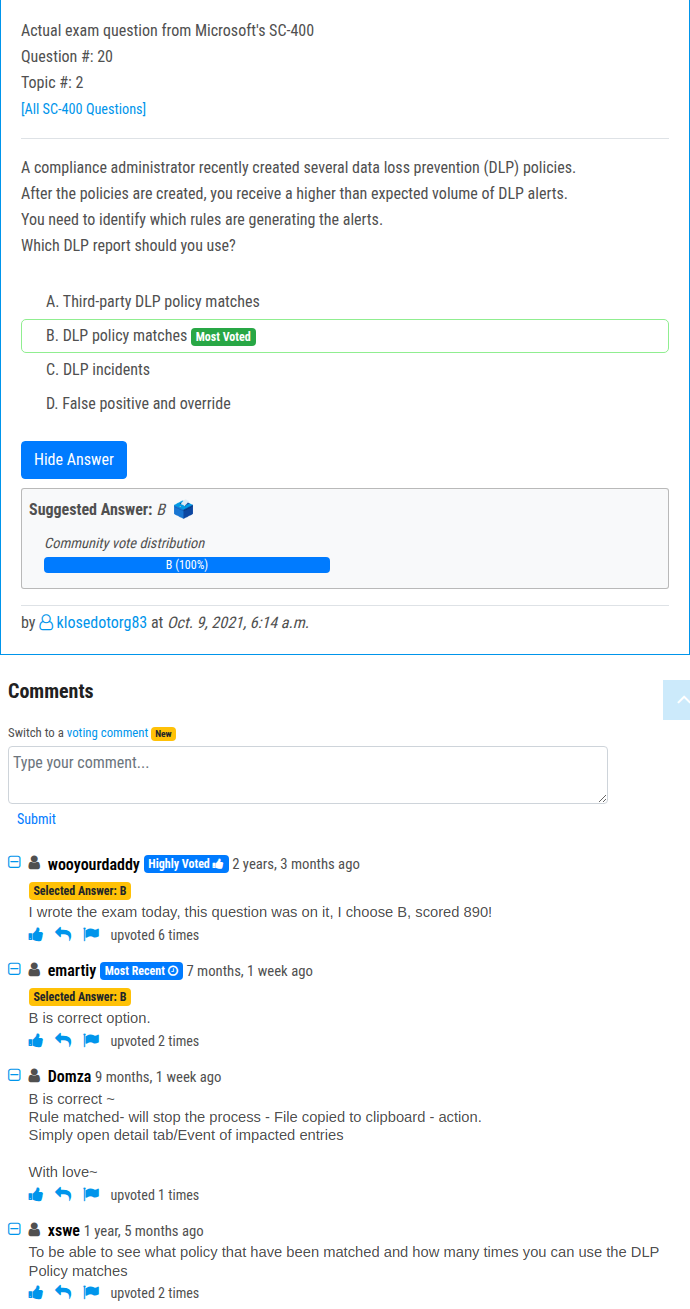 Actual exam question from Microsoft's SC-400
Question #: 20
Topic #: 2
[All SC-400 Questions]
A compliance administrator recently created several data loss prevention (DLP) policies.
After the policies are created, you receive a higher than expected volume of DLP alerts.
You need to identify which rules are generating the alerts.
Which DLP report should you use?
A. Third-party DLP policy matches
B. DLP policy matches Most Voted
C. DLP incidents
D. False positive and override
Hide Answer
Suggested Answer: B
Community vote distribution
B (100%)
by klosedotorg83 at Oct. 9, 2021, 6:14 a.m.
Comments
Switch to a voting comment New
Type your comment...
Submit
wooyourdaddy Highly Voted 2 years, 3 months ago
Selected Answer: B
I wrote the exam today, this question was on it, I choose B, scored 890!
upvoted 6 times
emartiy Most Recent 7 months, 1 week ago
Selected Answer: B
B is correct option.
upvoted 2 times
Domza 9 months, 1 week ago
B is correct ~
Rule matched- will stop the process - File copied to clipboard - action.
Simply open detail tab/Event of impacted entries
With love~
upvoted 1 times
xswe 1 year, 5 months ago
To be able to see what policy that have been matched and how many times you can use the DLP
Policy matches
upvoted 2 times